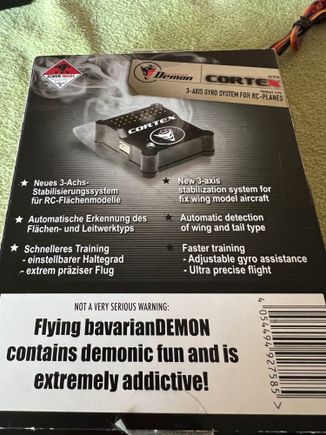 Demon
CORTEX
3-AXIS GYRO SYSTEM FOR RC-PLANES
CORTEX
Neues 3-Achs-
Stabilisierungssystem
für RC-Flächenmodelle
New 3-axis
stabilization system for
fix wing model aircraft
Automatische Erkennung des
Flächen- und Leitwerktyps
Automatic detection
of wing and tail type
Schnelleres Training
- einstellbarer Haltegrad
- extrem präziser Flug
Faster training
- Adjustable gyro assistance
- Ultra precise flight
NOT A VERY SERIOUS WARNING:
Flying bavarianDEMON
contains demonic fun and is
extremely addictive!
4 054494 927585 >